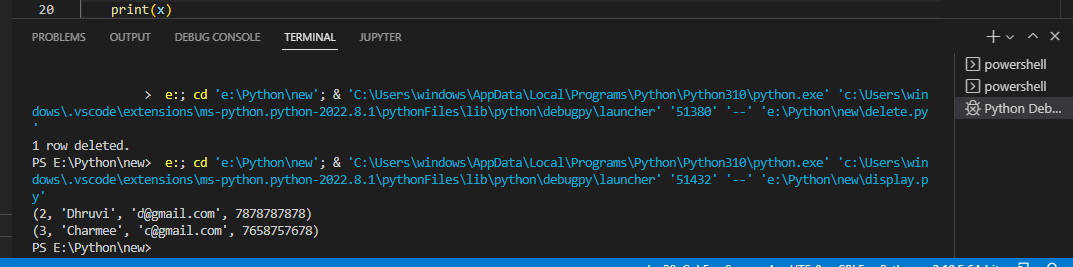 20 print(x)
PROBLEMS OUTPUT DEBUG CONSOLE TERMINAL JUPYTER
powershell
powershell
Python Deb...
> e:; cd 'e:\Python\new'; & 'C:\Users\windows\AppData\Local\Programs\Python\Python310\python.exe' 'c:\Users\win
dows\.vscode\extensions\ms-python.python-2022.8.1\pythonFiles\lib\python\debugpy\launcher' '51380' '--' 'e:\Python\new\delete.py
'
1 row deleted.
PS E:\Python\new> e:; cd 'e:\Python\new'; & 'C:\Users\windows\AppData\Local\Programs\Python\Python310\python.exe' 'c:\Users\win
dows\.vscode\extensions\ms-python.python-2022.8.1\pythonFiles\lib\python\debugpy\launcher' '51432' '--' 'e:\Python\new\display.p
y'
(2, 'Dhruvi', 'd@gmail.com', 7878787878)
(3, 'Charmee', 'c@gmail.com', 7658757678)
PS E:\Python\new>